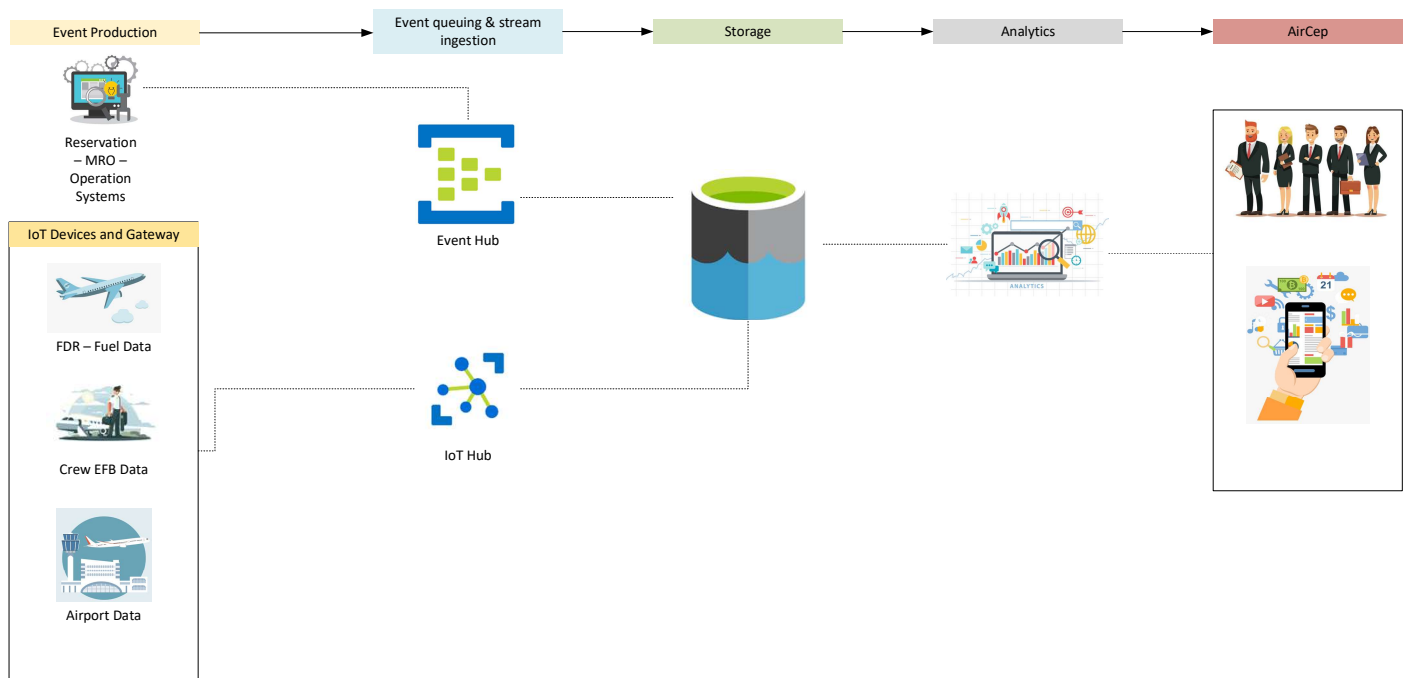 Event Production
Event queuing & stream
ingestion
Storage
Analytics
AirCep
Reservation
– MRO –
Operation
Systems
Event Hub
IoT Devices and Gateway
FDR – Fuel Data
Crew EFB Data
Airport Data
IoT Hub
ANALYTICS
21
$